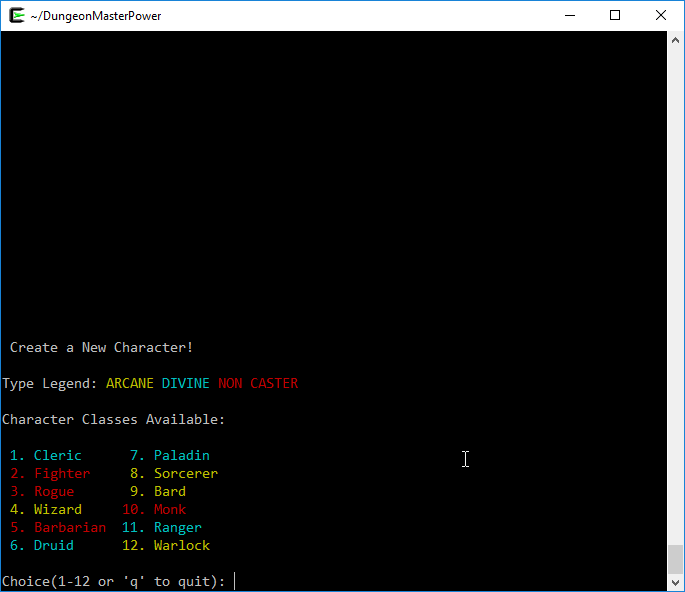 ~/DungeonMasterPower
Create a New Character!
Type Legend: ARCANE DIVINE NON CASTER
Character Classes Available:
1. Cleric 7. Paladin
2. Fighter 8. Sorcerer
3. Rogue 9. Bard
4. Wizard 10. Monk
5. Barbarian 11. Ranger
6. Druid 12. Warlock
Choice(1-12 or 'q' to quit):